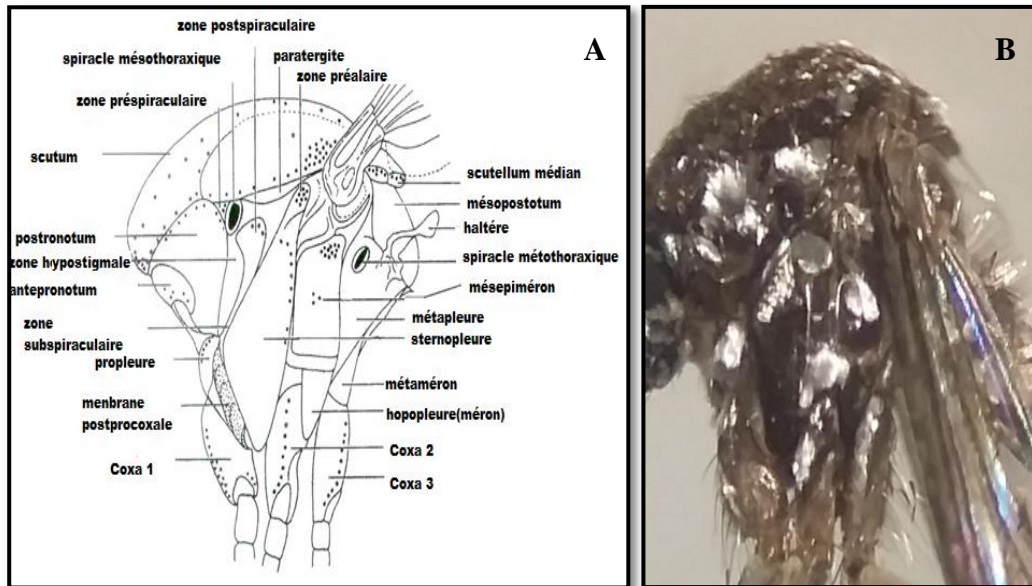 zone postspiraculaire
A
B
spiracle mésothoraxique
paratergite
zone préalaire
zone préspiraculaire
scutum
scutellum médian
mésopostotum
postronotum
haltére
zone hypostigmale
spiracle métothoraxique
antepronotum
mésepiméron
zone
subspiraculaire
métapleure
sternopleure
propleure
métaméron
menbrane
postprocoxale
hopopleure(méron)
Coxa 1
Coxa 2
Coxa 3